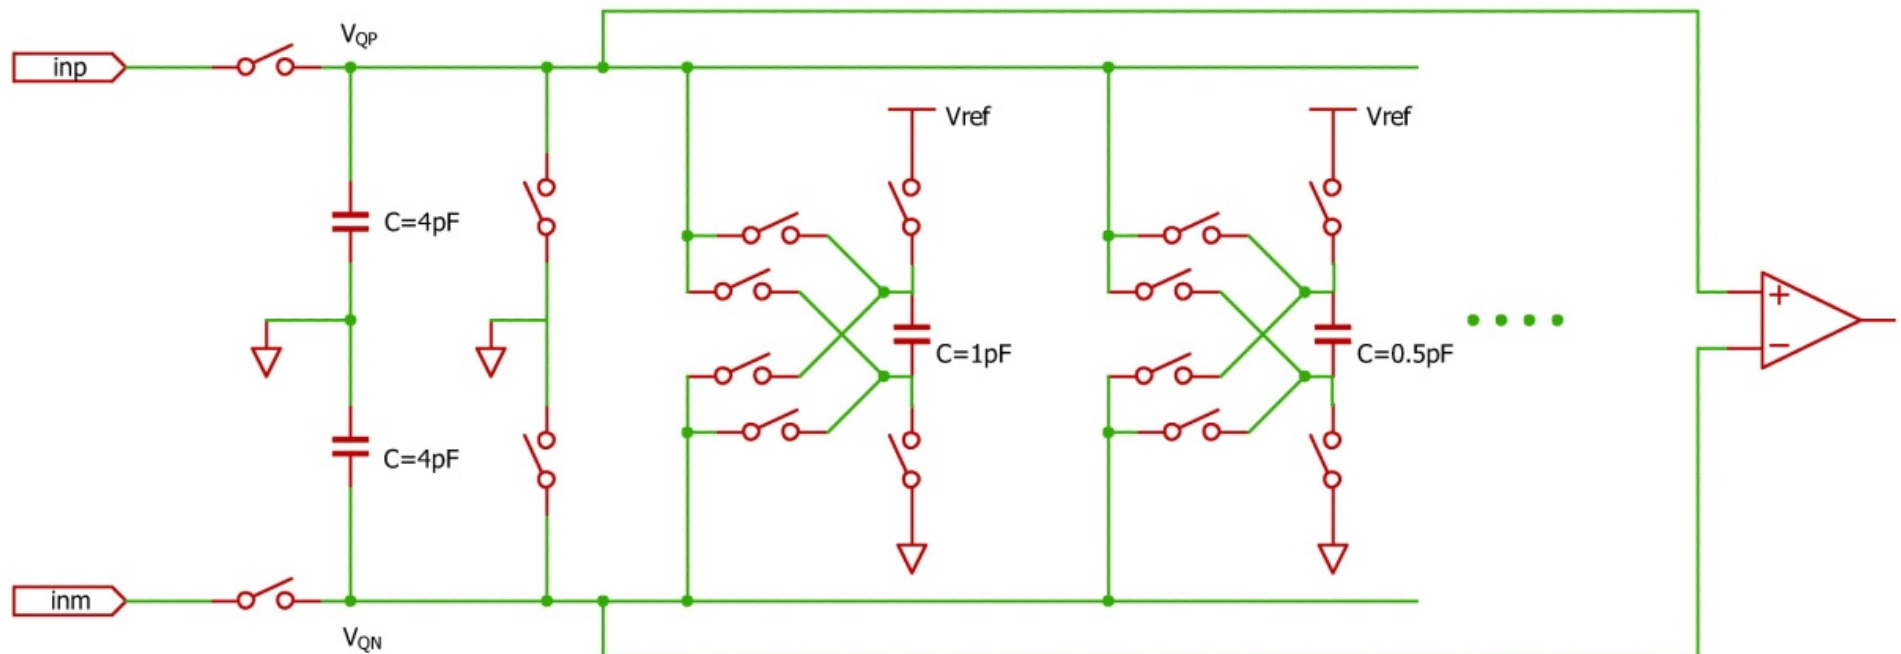 inp
V_QP
Vref
Vref
C=4pF
C=1pF
C=0.5pF
+
−
C=4pF
inm
V_QN